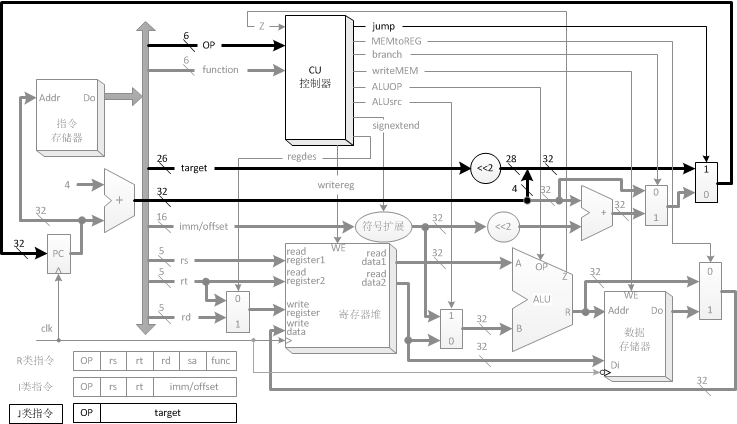 Z
jump
MEMtoREG
branch
writeMEM
ALUOP
ALUsrc
signextend
6
OP
6
function
CU
控制器
Addr
Do
指令
存储器
regdes
writereg
26
target
<<2
28
32
1
0
4
+
32
4
32
32
0
1
+
32
16
imm/offset
符号扩展
32
<<2
32
PC
5
rs
5
rt
5
rd
0
1
WE
read
register1
read
register2
write
register
write
data
read
data1
read
data2
寄存器堆
32
1
0
32
32
A
B
OP
Z
ALU
R
32
WE
Addr
Do
数据
存储器
Di
0
1
32
clk
R类指令 OP rs rt rd sa func
I类指令 OP rs rt imm/offset
J类指令 OP target